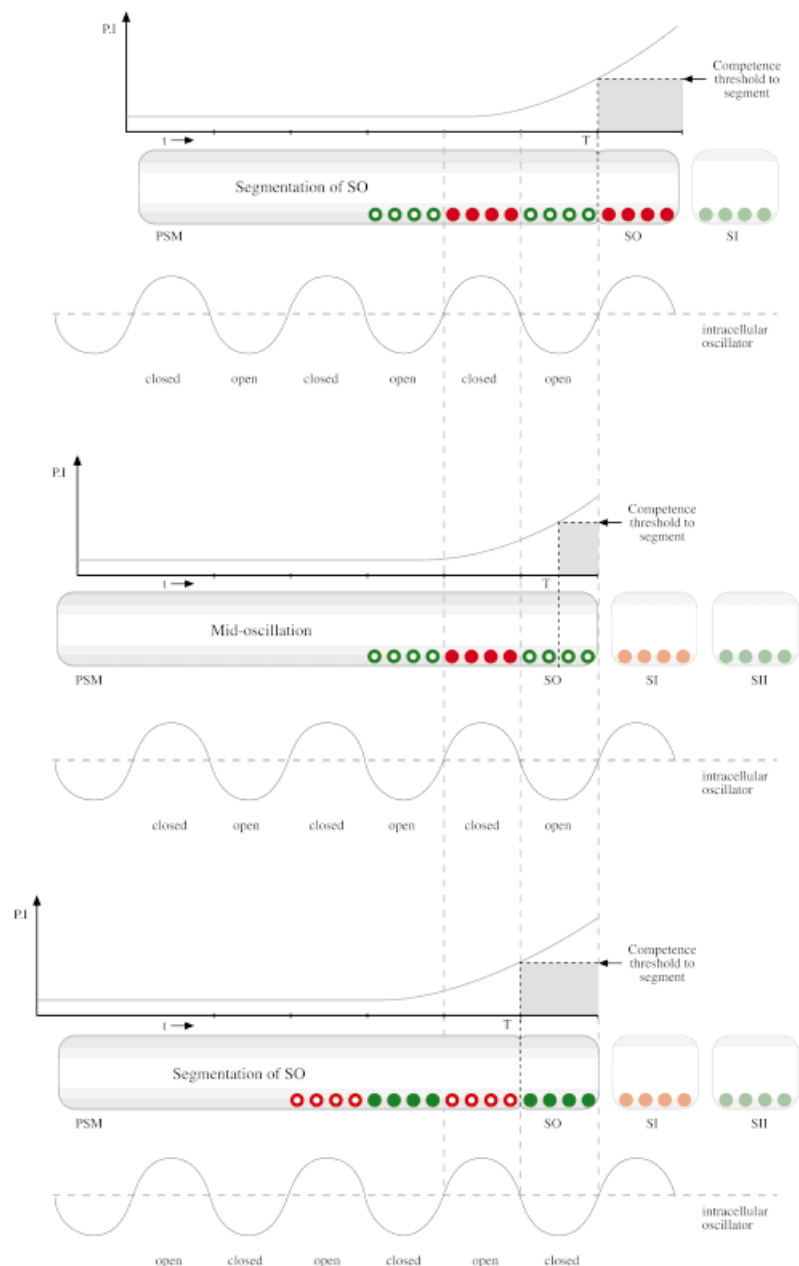 P.I
Competence
threshold to
segment
t
T
Segmentation of SO
PSM
SO
SI
intracellular
oscillator
closed
open
closed
open
closed
open
P.I
Competence
threshold to
segment
t
T
Mid-oscillation
PSM
SO
SI
SII
intracellular
oscillator
closed
open
closed
open
closed
open
P.I
Competence
threshold to
segment
t
T
Segmentation of SO
PSM
SO
SI
SII
intracellular
oscillator
open
closed
open
closed
open
closed